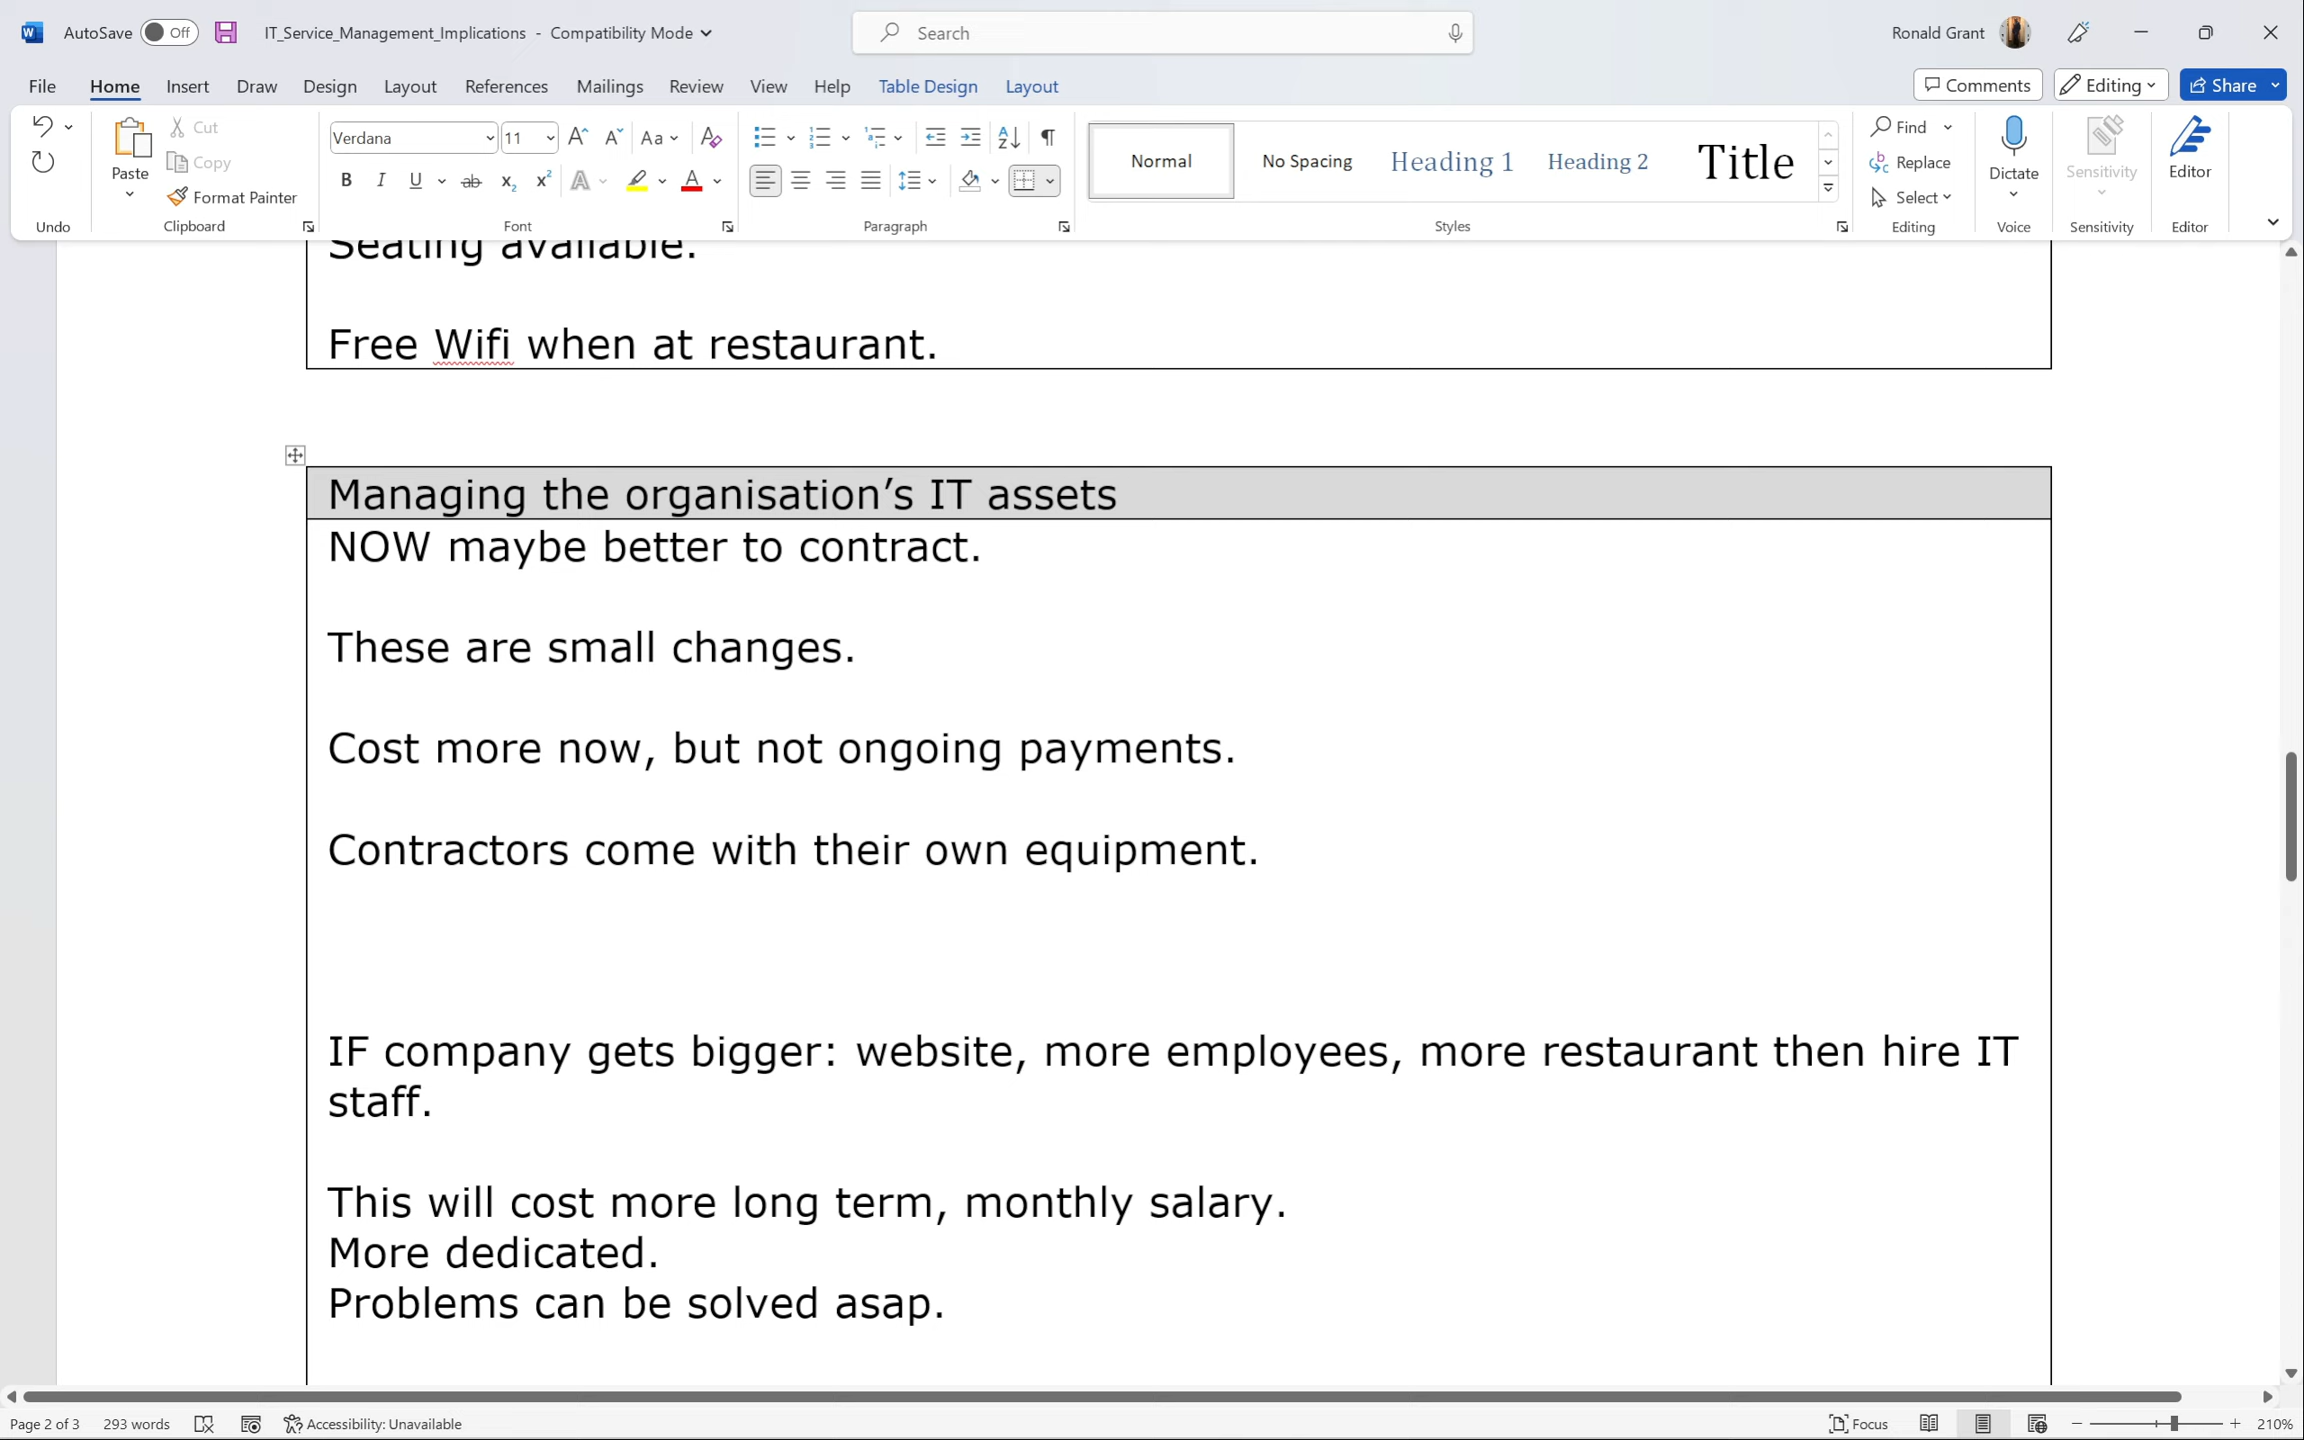 AutoSave Off IT_Service_Management_Implications - Compatibility Mode Search Ronald Grant
File Home Insert Draw Design Layout References Mailings Review View Help Table Design Layout Comments Editing Share
Paste Cut Copy Format Painter
Verdana 11 Aa
B I U ab x₂ x² A A
Normal No Spacing Heading 1 Heading 2 Title
Find Replace Select
Dictate Sensitivity Editor
Undo Clipboard Font Paragraph Styles Editing Voice Sensitivity Editor
Seating available.
Free Wifi when at restaurant.
Managing the organisation’s IT assets
NOW maybe better to contract.
These are small changes.
Cost more now, but not ongoing payments.
Contractors come with their own equipment.
IF company gets bigger: website, more employees, more restaurant then hire IT
staff.
This will cost more long term, monthly salary.
More dedicated.
Problems can be solved asap.
Page 2 of 3 293 words Accessibility: Unavailable Focus 210%